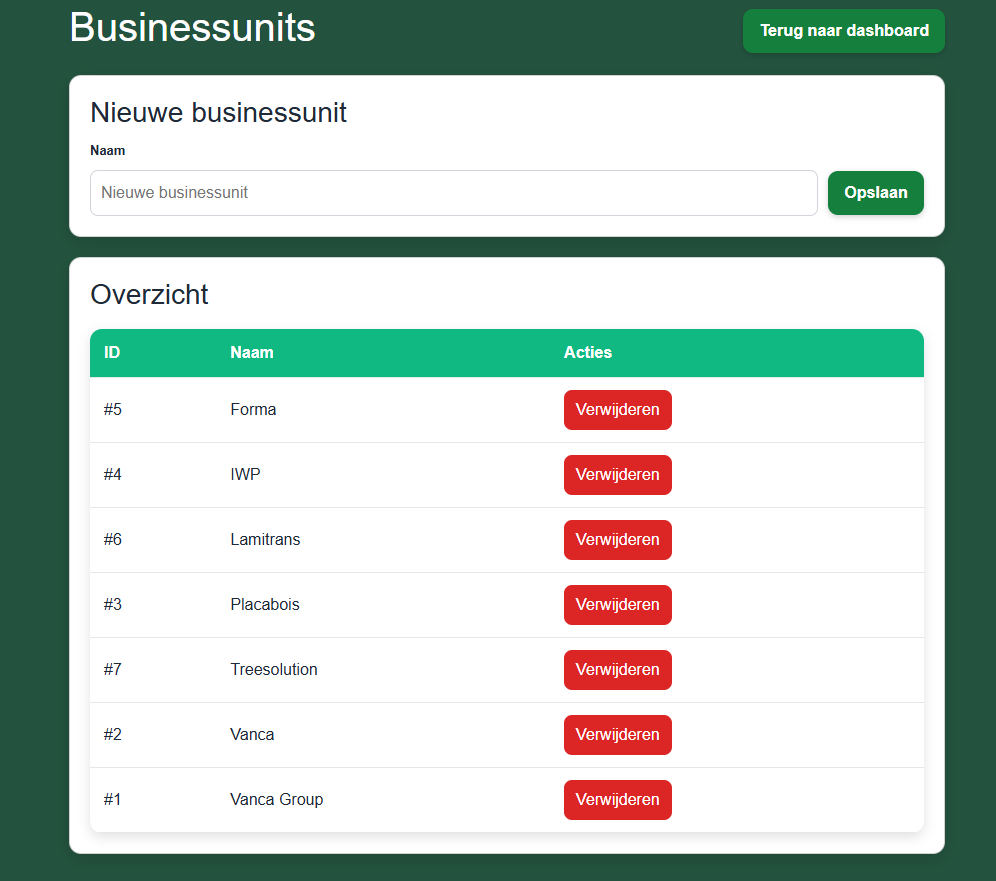 Businessunits
Terug naar dashboard
Nieuwe businessunit
Naam
Nieuwe businessunit
Opslaan
Overzicht
ID Naam Acties
#5 Forma Verwijderen
#4 IWP Verwijderen
#6 Lamitrans Verwijderen
#3 Placabois Verwijderen
#7 Treesolution Verwijderen
#2 Vanca Verwijderen
#1 Vanca Group Verwijderen